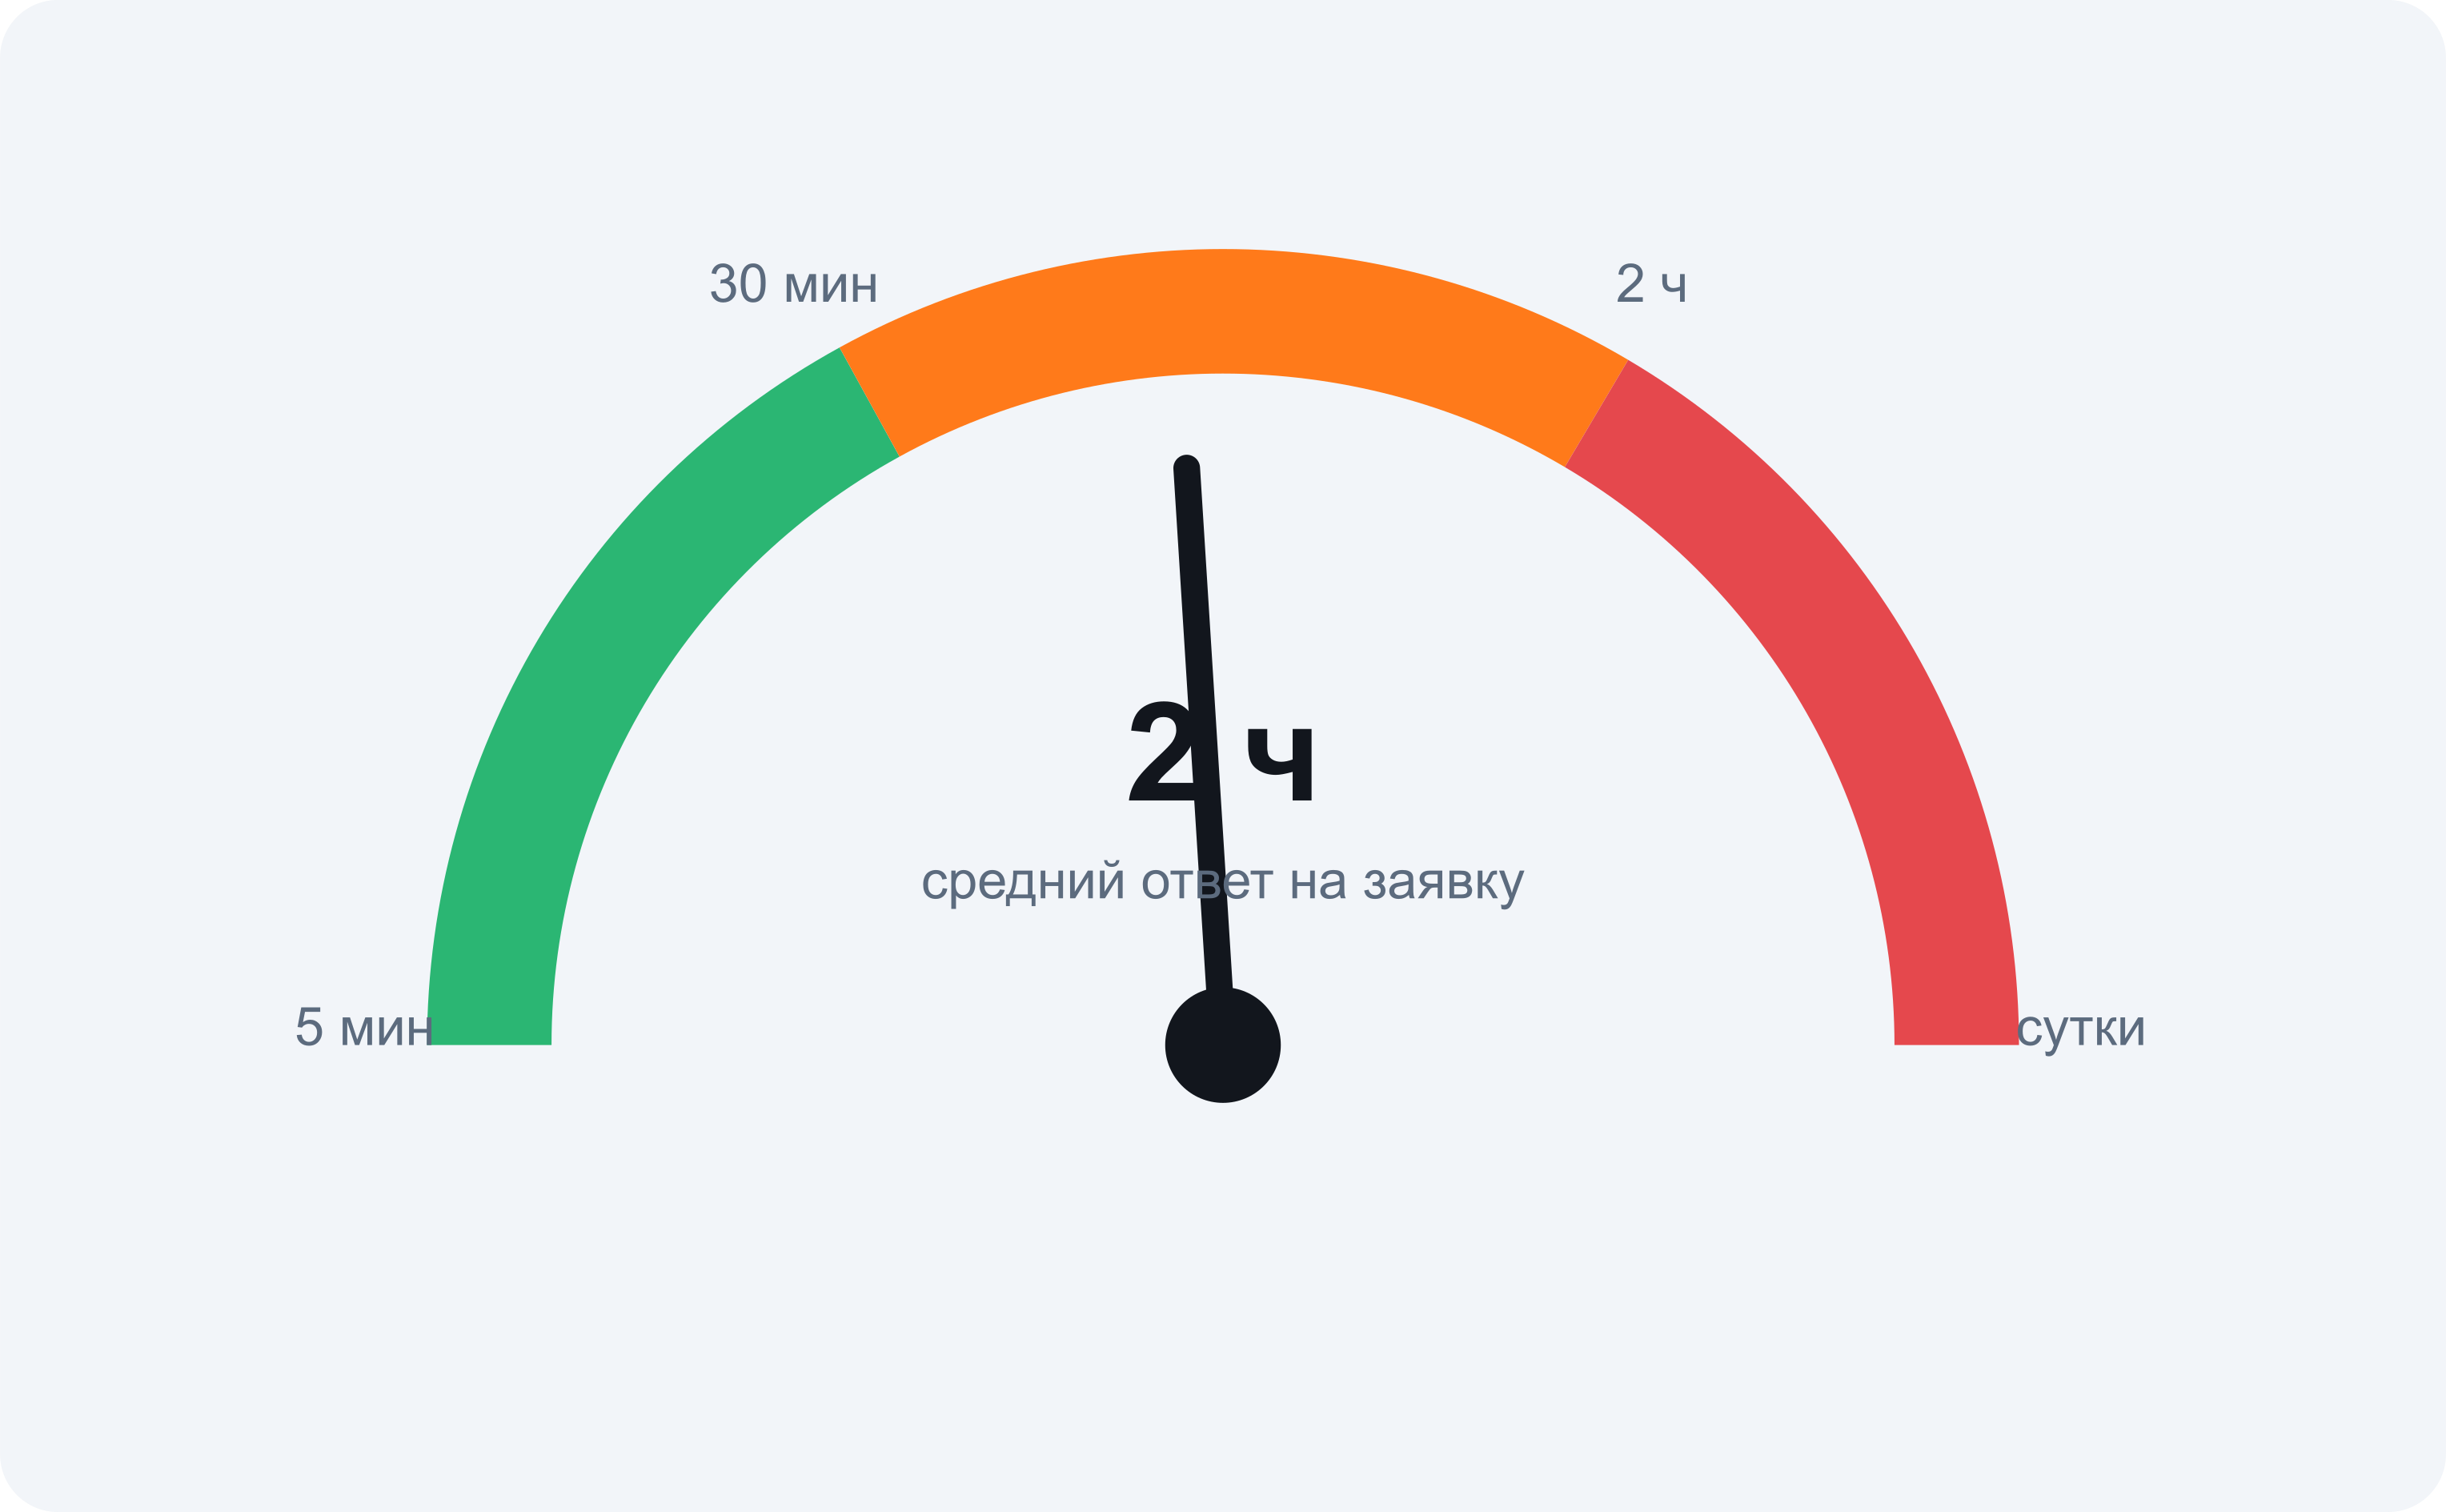 30 мин
2 ч
2 ч
средний ответ на заявку
5 мин
сутки